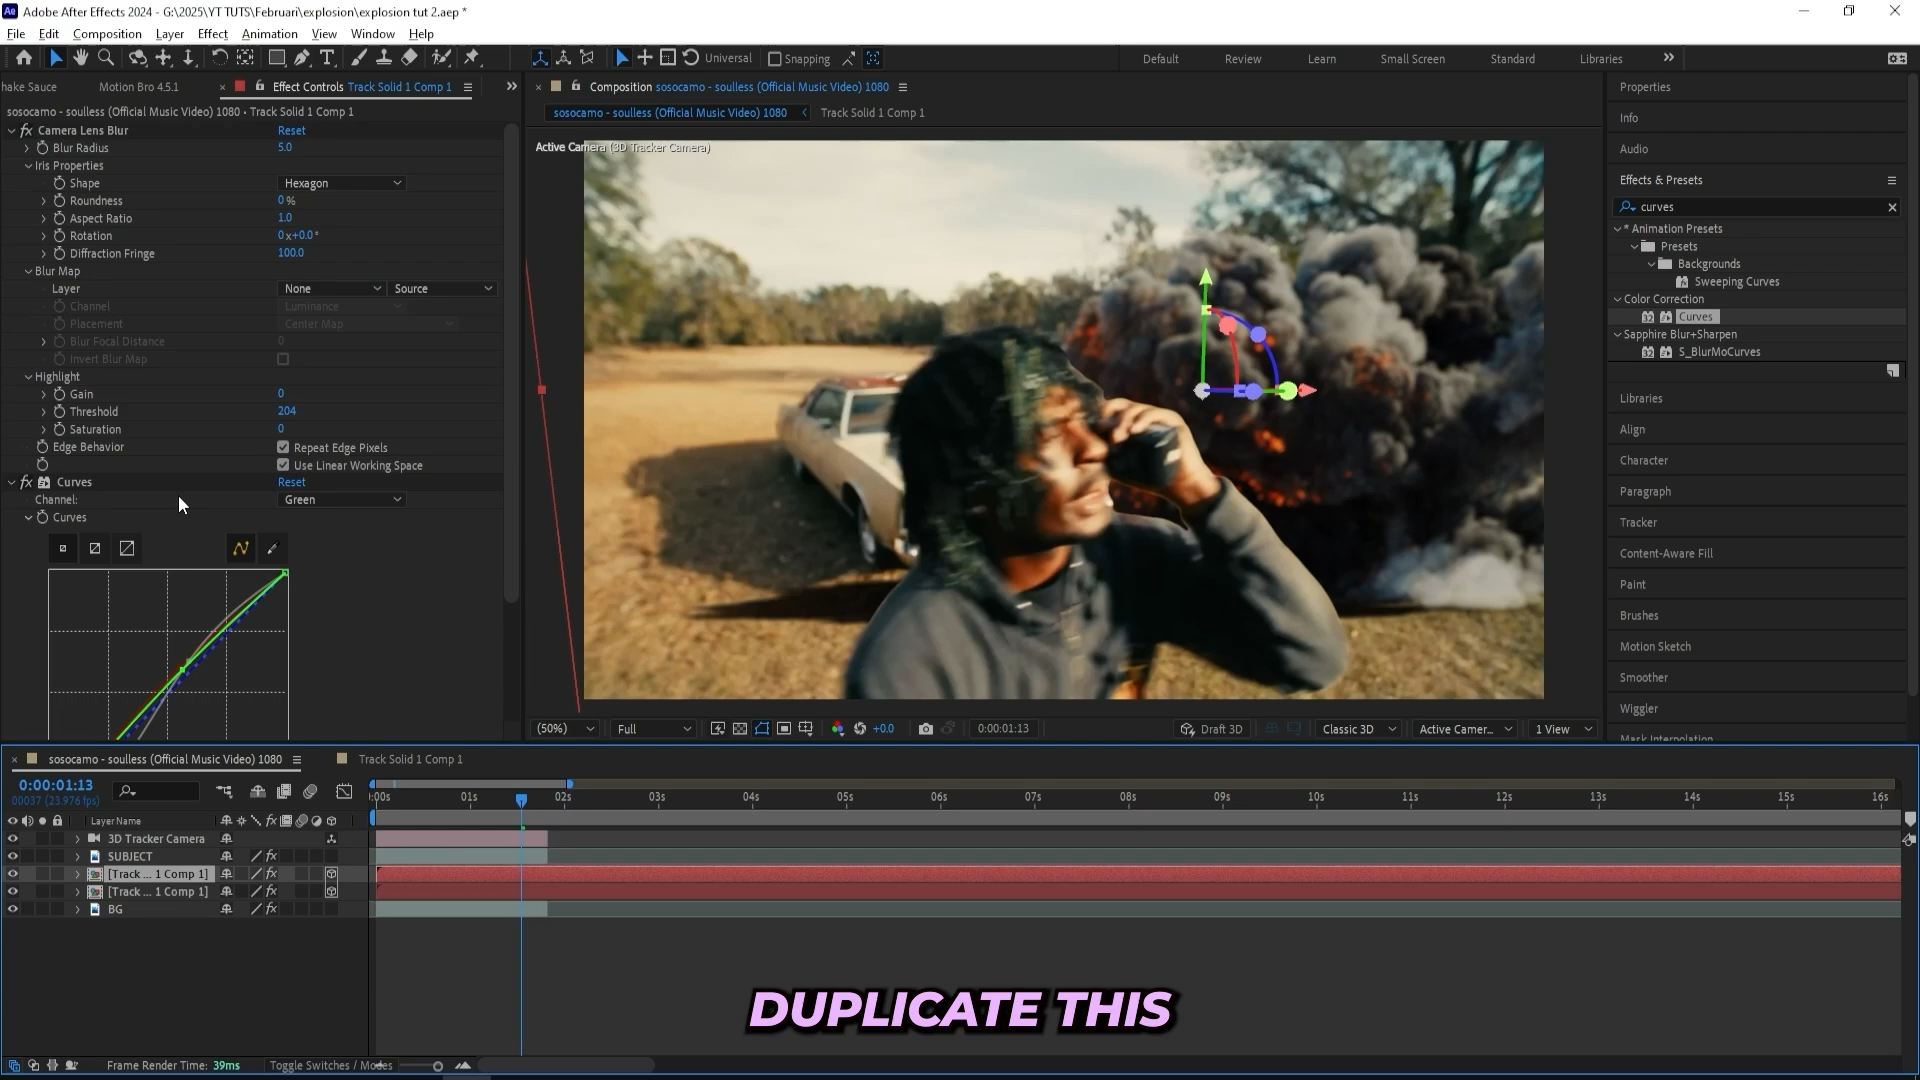 Adobe After Effects 2024 - G:\2025\YT TUTS\Februari\explosion\explosion tut 2.aep *
File Edit Composition Layer Effect Animation View Window Help
Universal Snapping Default Review Learn Small Screen Standard Libraries
hake Sauce Motion Bro 4.5.1 Effect Controls Track Solid 1 Comp 1
sosocamo - soulless (Official Music Video) 1080 • Track Solid 1 Comp 1
fx Camera Lens Blur Reset
Blur Radius 5.0
Iris Properties
Shape Hexagon
Roundness 0 %
Aspect Ratio 1.0
Rotation 0x+0.0°
Diffraction Fringe 100.0
Blur Map
Layer None Source
Channel Luminance
Placement Center Map
Blur Focal Distance 0
Invert Blur Map
Highlight
Gain 0
Threshold 204
Saturation 0
Edge Behavior Repeat Edge Pixels
Use Linear Working Space
fx Curves Reset
Channel: Green
Curves
Composition sosocamo - soulless (Official Music Video) 1080
sosocamo - soulless (Official Music Video) 1080 Track Solid 1 Comp 1
Active Camera (3D Tracker Camera)
(50%) Full +0.0 0:00:01:13 Draft 3D Classic 3D Active Camer... 1 View
Properties
Info
Audio
Effects & Presets
curves
* Animation Presets
Presets
Backgrounds
Sweeping Curves
Color Correction
32 Curves
Sapphire Blur+Sharpen
32 S_BlurMoCurves
Libraries
Align
Character
Paragraph
Tracker
Content-Aware Fill
Paint
Brushes
Motion Sketch
Smoother
Wiggler
Mask Interpolation
sosocamo - soulless (Official Music Video) 1080 Track Solid 1 Comp 1
0:00:01:13
00037 (23.976 fps)
:00s 01s 02s 03s 04s 05s 06s 07s 08s 09s 10s 11s 12s 13s 14s 15s 16s
Layer Name
3D Tracker Camera
SUBJECT
[Track ... 1 Comp 1]
[Track ... 1 Comp 1]
BG
DUPLICATE THIS
Frame Render Time: 39ms Toggle Switches / Modes